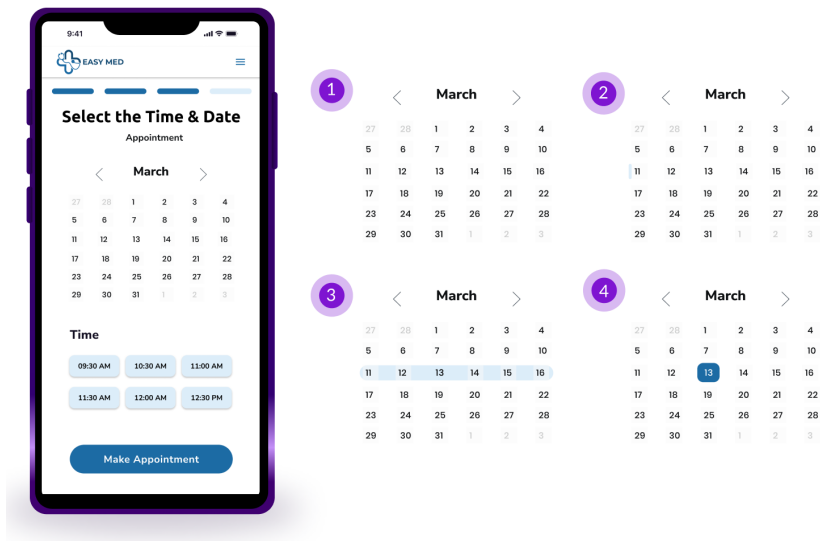 9:41
EASY MED
Select the Time & Date
Appointment
March
27 28 1 2 3 4
5 6 7 8 9 10
11 12 13 14 15 16
17 18 19 20 21 22
23 24 25 26 27 28
29 30 31 1 2 3
Time
09:30 AM 10:30 AM 11:00 AM
11:30 AM 12:00 AM 12:30 PM
Make Appointment
1
March
27 28 1 2 3 4
5 6 7 8 9 10
11 12 13 14 15 16
17 18 19 20 21 22
23 24 25 26 27 28
29 30 31 1 2 3
2
March
27 28 1 2 3 4
5 6 7 8 9 10
11 12 13 14 15 16
17 18 19 20 21 22
23 24 25 26 27 28
29 30 31 1 2 3
3
March
27 28 1 2 3 4
5 6 7 8 9 10
11 12 13 14 15 16
17 18 19 20 21 22
23 24 25 26 27 28
29 30 31 1 2 3
4
March
27 28 1 2 3 4
5 6 7 8 9 10
11 12 13 14 15 16
17 18 19 20 21 22
23 24 25 26 27 28
29 30 31 1 2 3